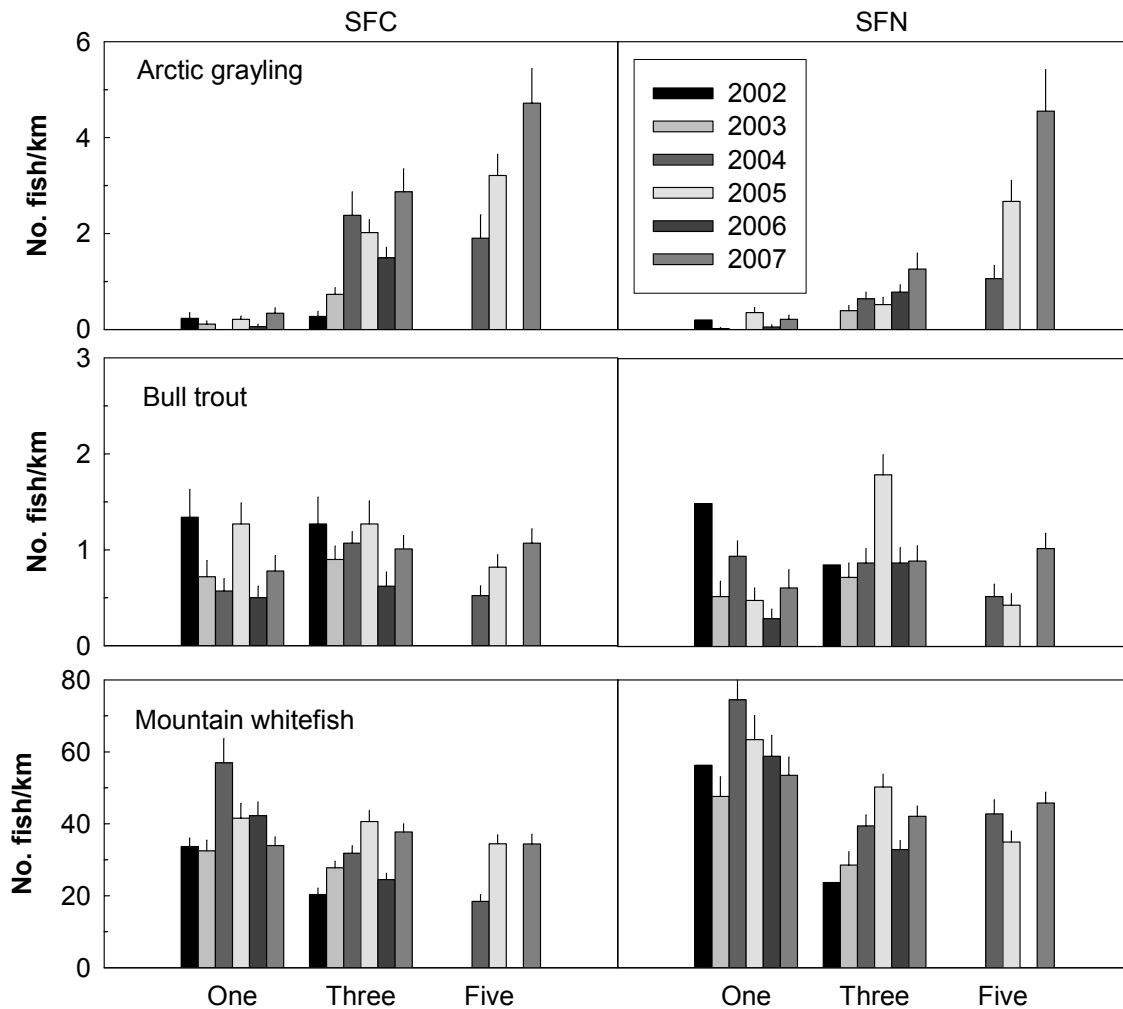 SFC SFN
6
4
2
0
No. fish/km
Arctic grayling
2002
2003
2004
2005
2006
2007
3
2
1
0
No. fish/km
Bull trout
80
60
40
20
0
No. fish/km
Mountain whitefish
One Three Five One Three Five